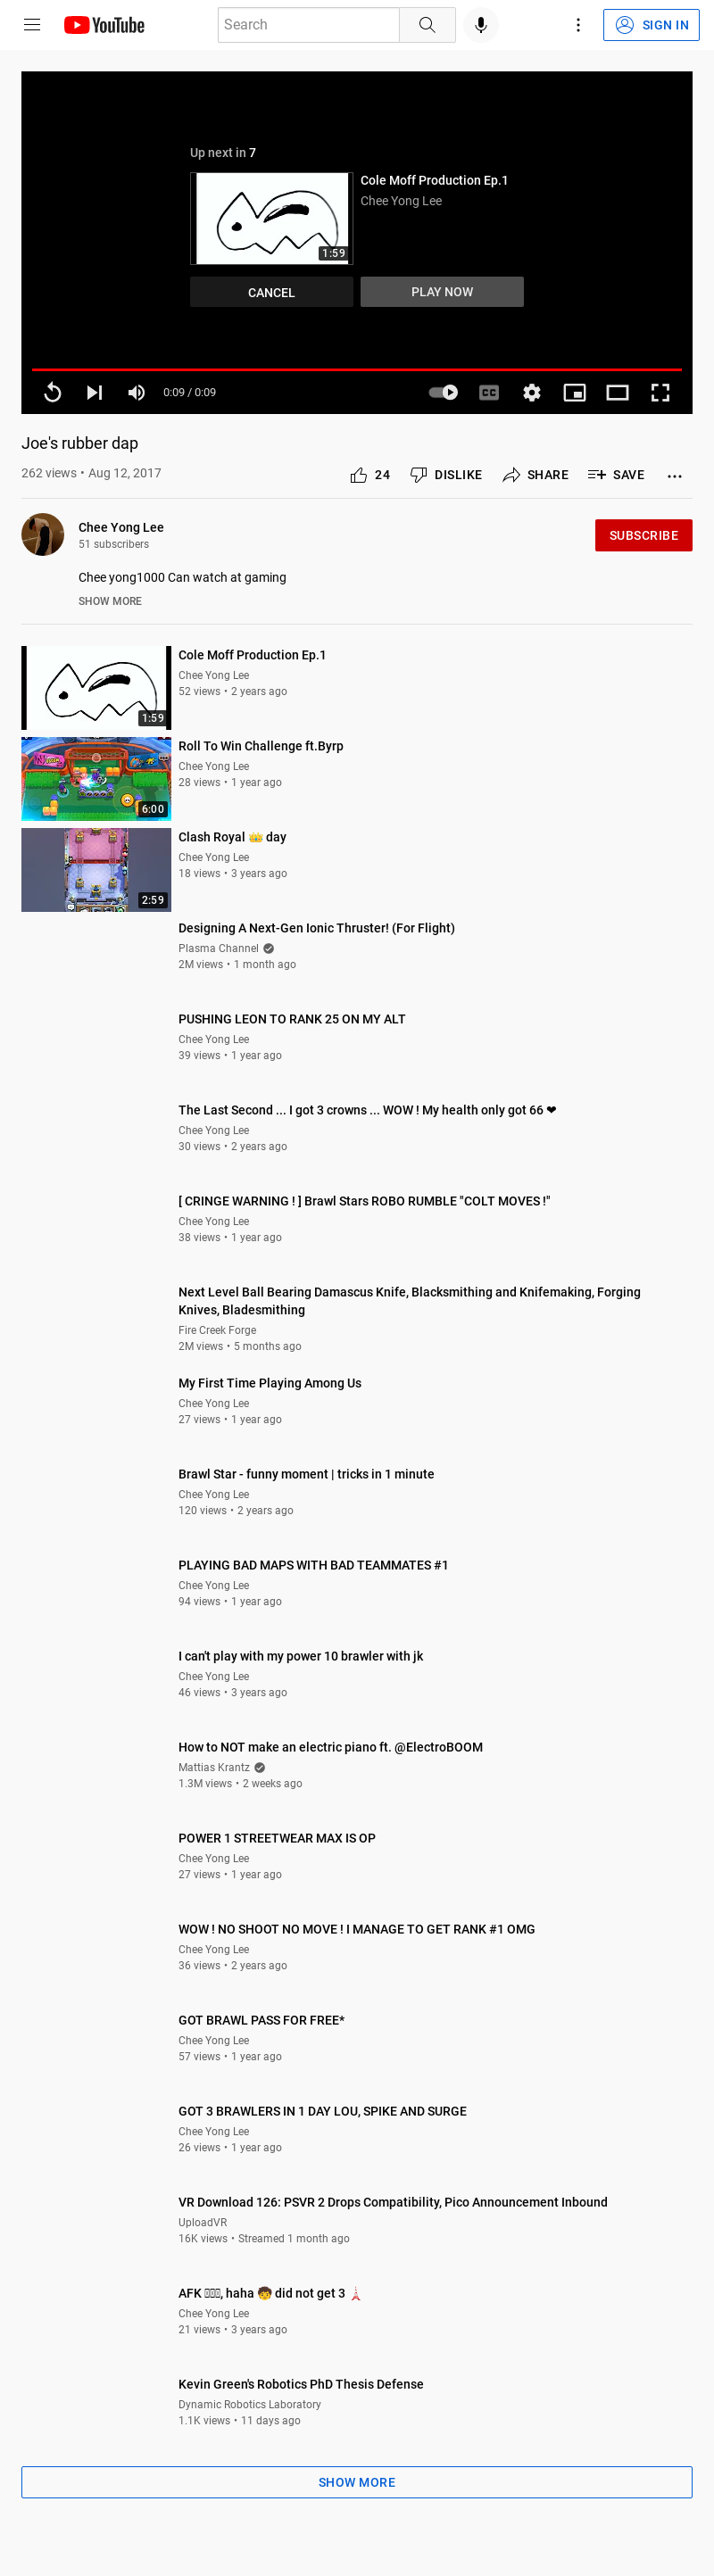 YouTube
Search
SIGN IN
Up next in 7
Cole Moff Production Ep.1
Chee Yong Lee
1:59
CANCEL
PLAY NOW
0:09 / 0:09
CC
Joe's rubber dap
262 views • Aug 12, 2017
24
DISLIKE
SHARE
SAVE
Chee Yong Lee
51 subscribers
SUBSCRIBE
Chee yong1000 Can watch at gaming
SHOW MORE
Cole Moff Production Ep.1
Chee Yong Lee
52 views • 2 years ago
1:59
Roll To Win Challenge ft.Byrp
Chee Yong Lee
28 views • 1 year ago
6:00
Clash Royal 👑 day
Chee Yong Lee
18 views • 3 years ago
2:59
Designing A Next-Gen Ionic Thruster! (For Flight)
Plasma Channel
2M views • 1 month ago
PUSHING LEON TO RANK 25 ON MY ALT
Chee Yong Lee
39 views • 1 year ago
The Last Second ... I got 3 crowns ... WOW ! My health only got 66 ❤
Chee Yong Lee
30 views • 2 years ago
[ CRINGE WARNING ! ] Brawl Stars ROBO RUMBLE "COLT MOVES !"
Chee Yong Lee
38 views • 1 year ago
Next Level Ball Bearing Damascus Knife, Blacksmithing and Knifemaking, Forging
Knives, Bladesmithing
Fire Creek Forge
2M views • 5 months ago
My First Time Playing Among Us
Chee Yong Lee
27 views • 1 year ago
Brawl Star - funny moment | tricks in 1 minute
Chee Yong Lee
120 views • 2 years ago
PLAYING BAD MAPS WITH BAD TEAMMATES #1
Chee Yong Lee
94 views • 1 year ago
I can't play with my power 10 brawler with jk
Chee Yong Lee
46 views • 3 years ago
How to NOT make an electric piano ft. @ElectroBOOM
Mattias Krantz
1.3M views • 2 weeks ago
POWER 1 STREETWEAR MAX IS OP
Chee Yong Lee
27 views • 1 year ago
WOW ! NO SHOOT NO MOVE ! I MANAGE TO GET RANK #1 OMG
Chee Yong Lee
36 views • 2 years ago
GOT BRAWL PASS FOR FREE*
Chee Yong Lee
57 views • 1 year ago
GOT 3 BRAWLERS IN 1 DAY LOU, SPIKE AND SURGE
Chee Yong Lee
26 views • 1 year ago
VR Download 126: PSVR 2 Drops Compatibility, Pico Announcement Inbound
UploadVR
16K views • Streamed 1 month ago
AFK , haha 🧒 did not get 3 🗼
Chee Yong Lee
21 views • 3 years ago
Kevin Green's Robotics PhD Thesis Defense
Dynamic Robotics Laboratory
1.1K views • 11 days ago
SHOW MORE